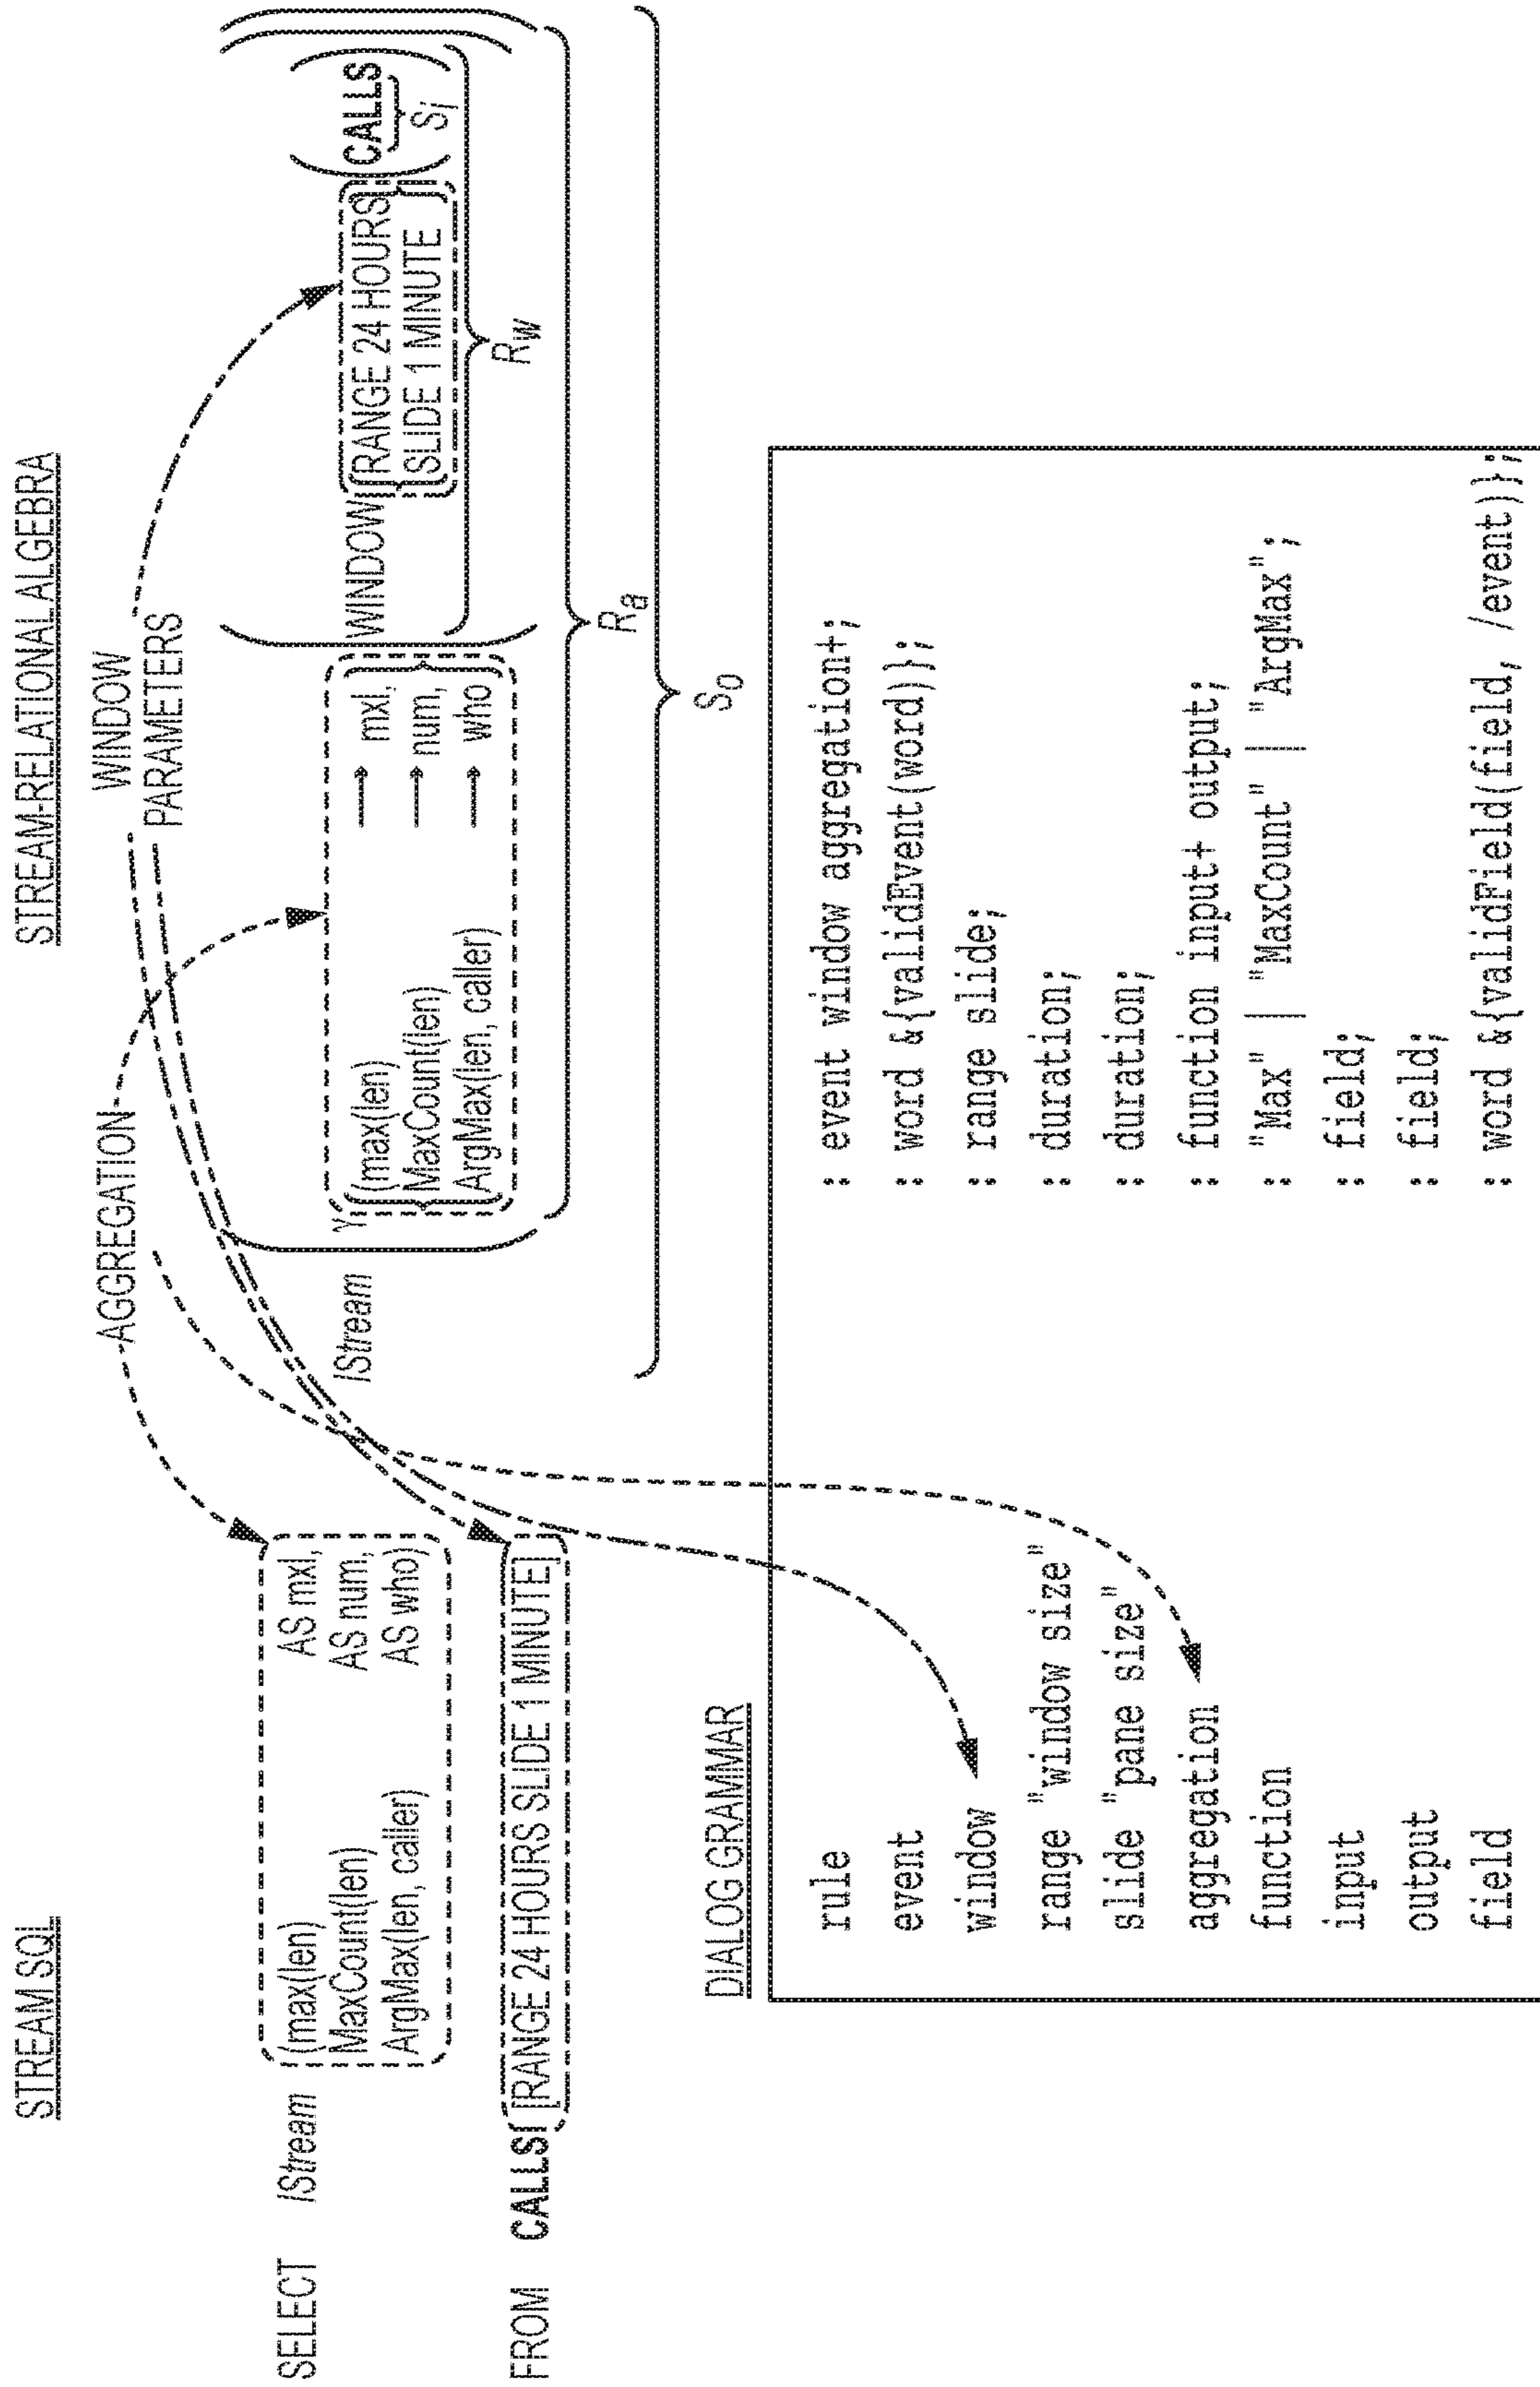 STREAM SQL
SELECT IStream (max(len) AS mxl,
MaxCount(len) AS num,
ArgMax(len, caller) AS who)
FROM CALLS[ [RANGE 24 HOURS SLIDE 1 MINUTE]
AGGREGATION
WINDOW
PARAMETERS
STREAM-RELATIONAL ALGEBRA
IStream γ (max(len) → mxl,
MaxCount(len) → num,
ArgMax(len, caller) → who
WINDOW RANGE 24 HOURS
SLIDE 1 MINUTE
CALLS
Si
Rw
Ra
So
DIALOG GRAMMAR
rule : event window aggregation+;
event : word &{validEvent(word)};
window : range slide;
range "window size" : duration;
slide "pane size" : duration;
aggregation : function input+ output;
function : "Max" | "MaxCount" | "ArgMax";
input : field;
output : field;
field : word &{validField(field, /event)};